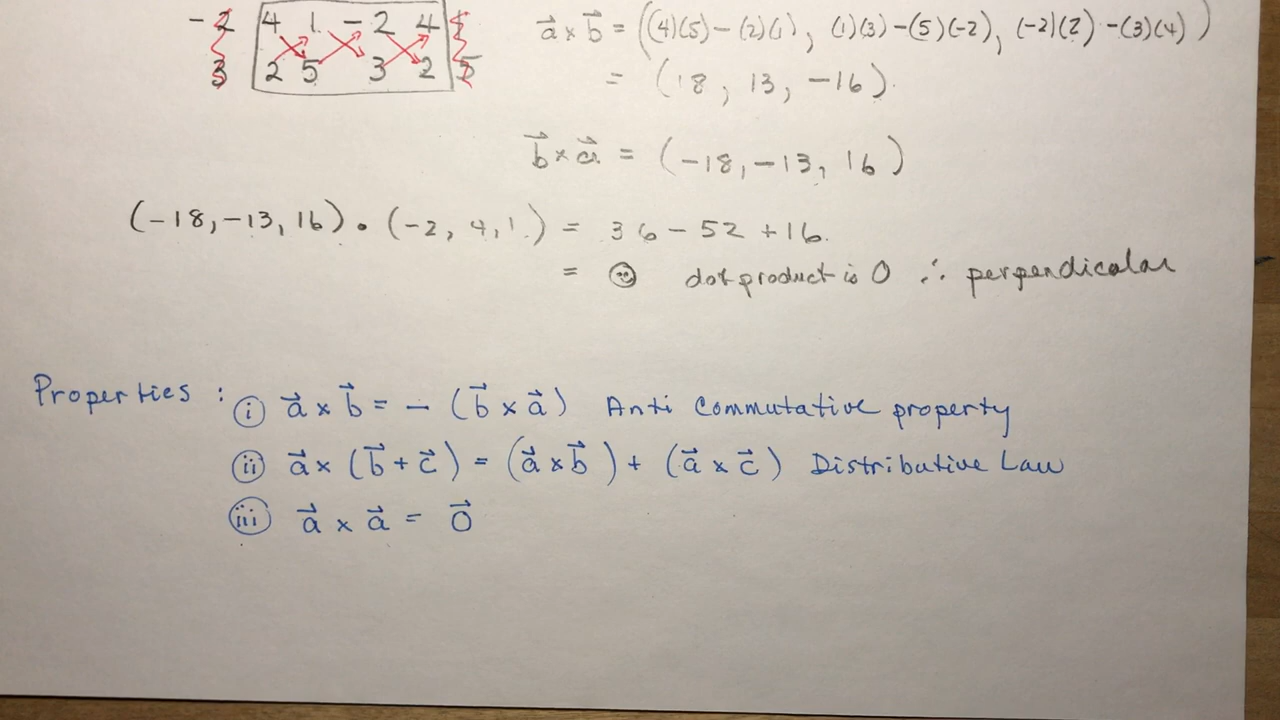 -2 4 1 -2 4 1
3 2 5 3 2 5
a⃗ × b⃗ = ((4)(5)-(2)(1), (1)(3)-(5)(-2), (-2)(2)-(3)(4))
= (18, 13, -16)
b⃗ × a⃗ = (-18, -13, 16)
(-18, -13, 16) • (-2, 4, 1) = 36 - 52 + 16
= 0 dot product is 0 ∴ perpendicular
Properties : (i) a⃗ × b⃗ = - (b⃗ × a⃗) Anti Commutative property
(ii) a⃗ × (b⃗ + c⃗) = (a⃗ × b⃗) + (a⃗ × c⃗) Distributive Law
(iii) a⃗ × a⃗ = 0⃗